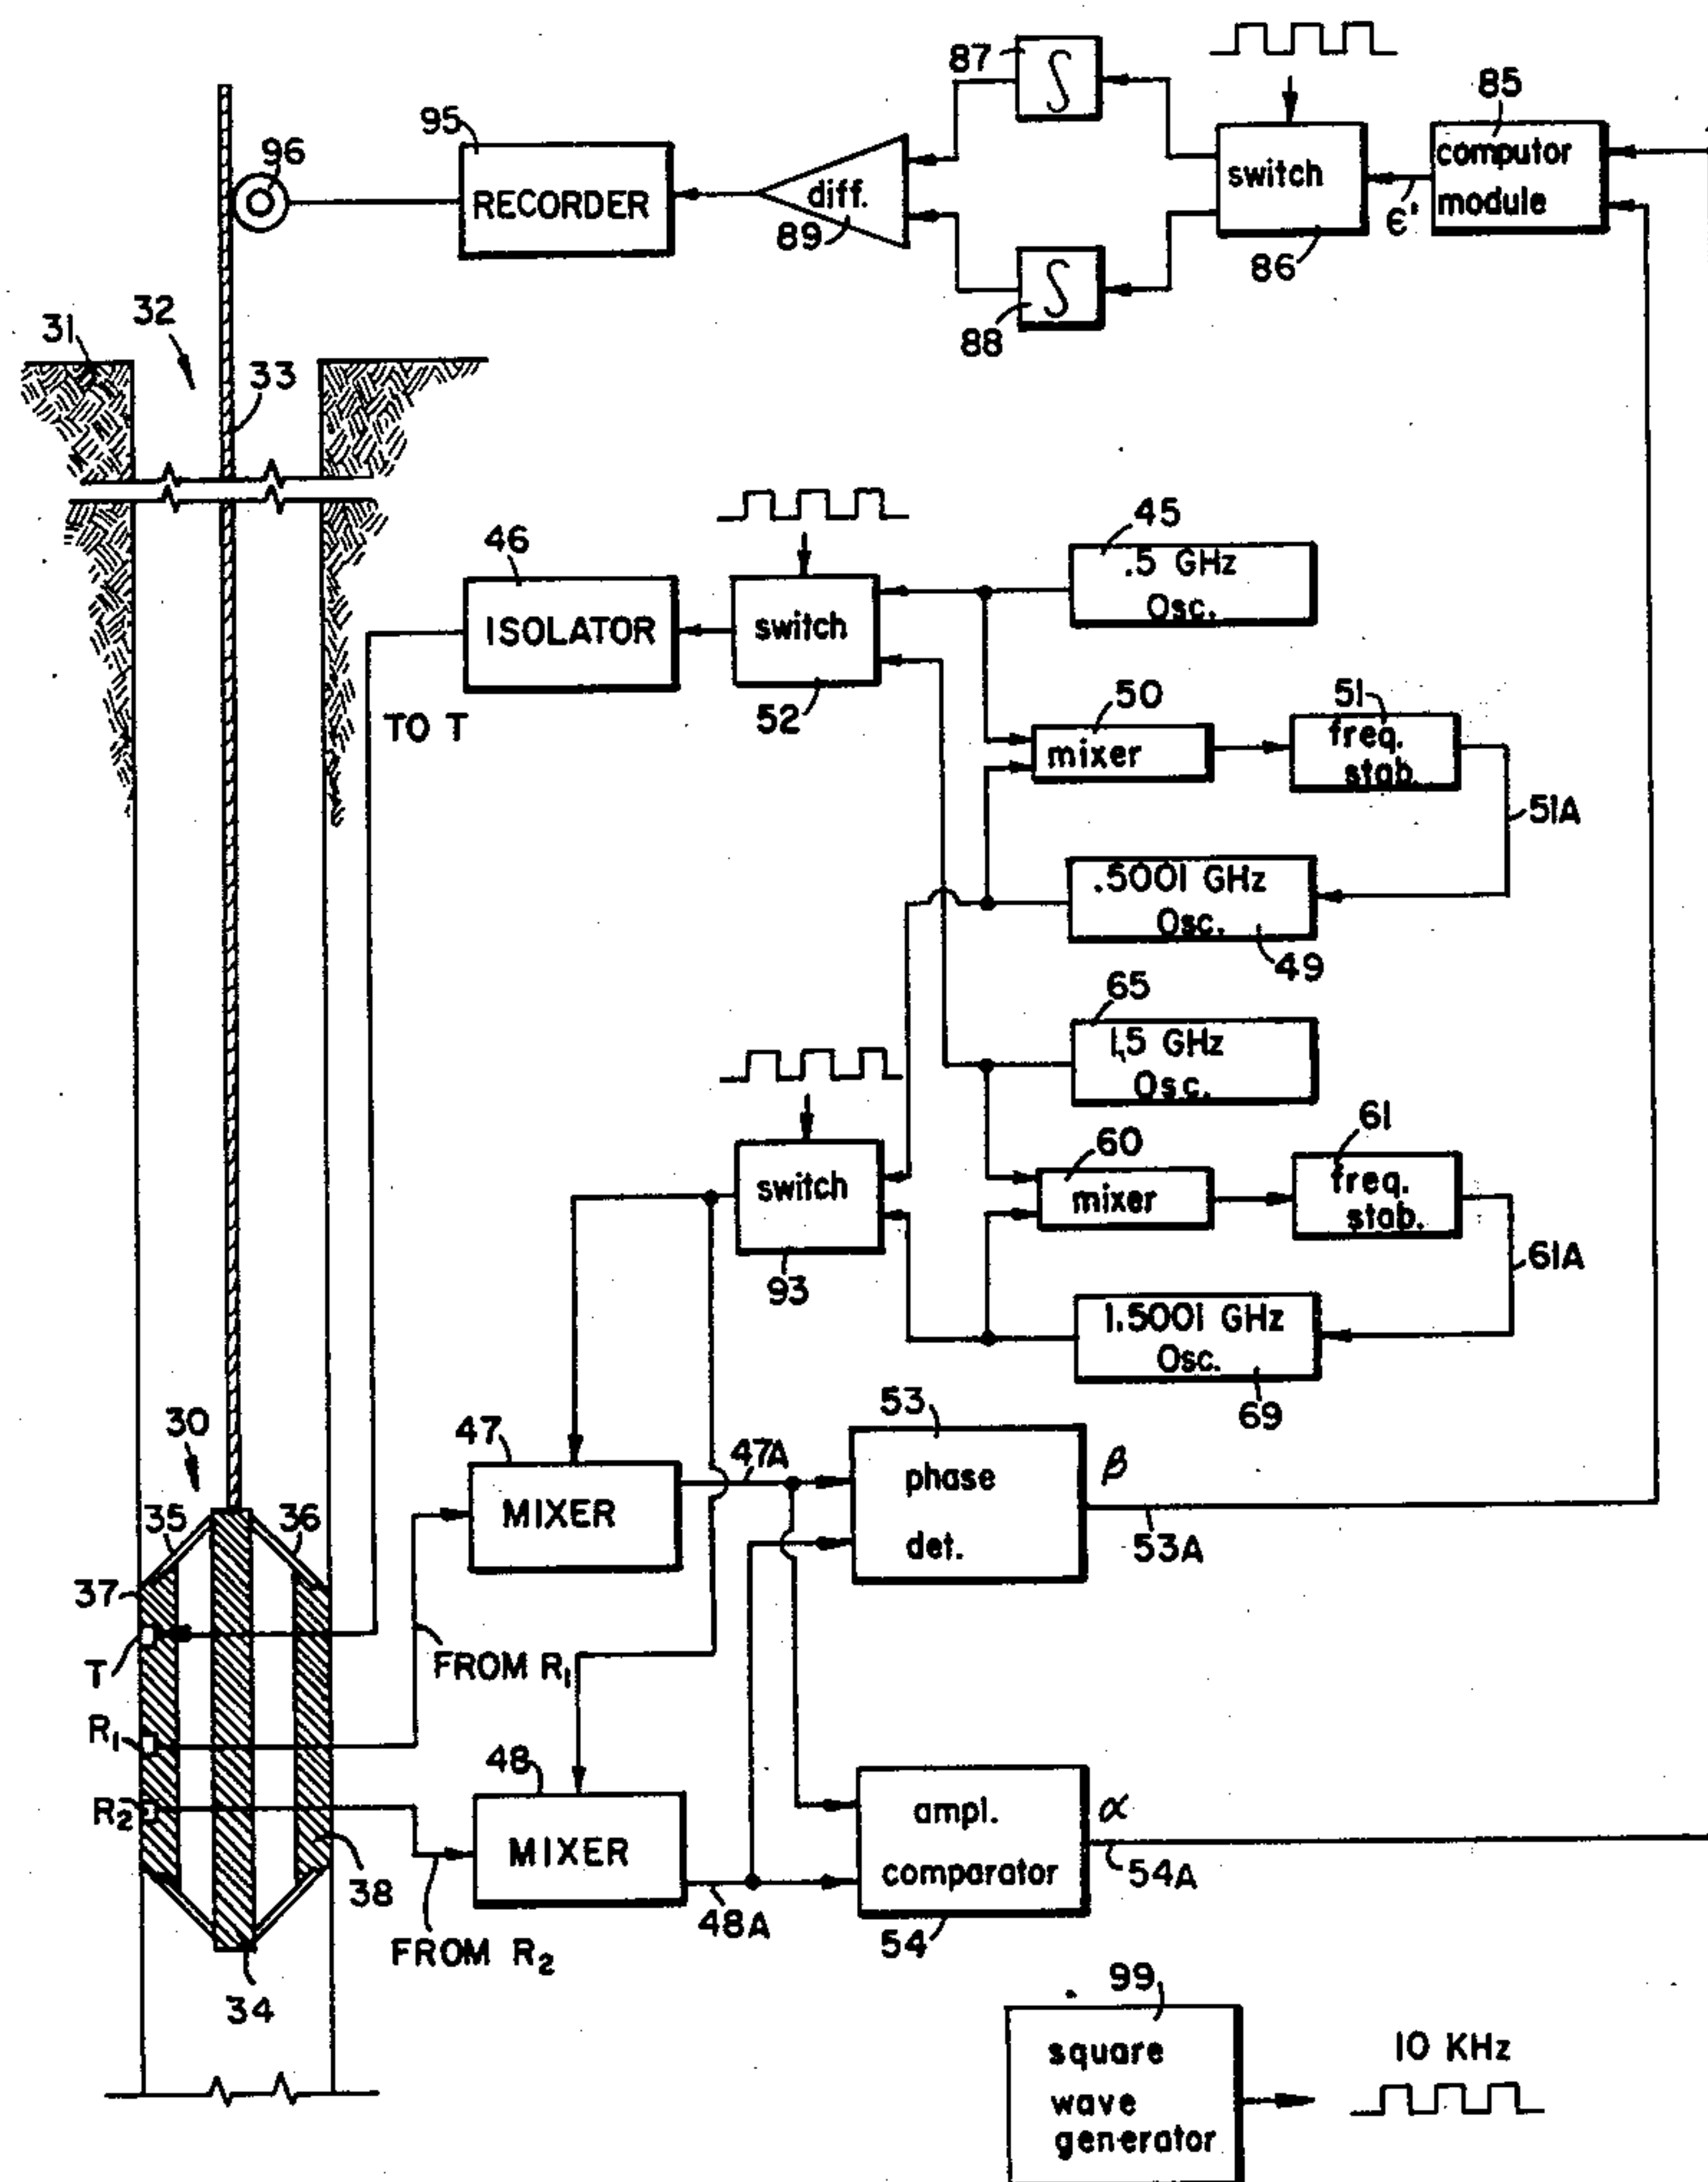 87
∫
85
computor
module
95
96
RECORDER
diff.
89
switch
ϵ'
86
∫
88
31
32
33
46
ISOLATOR
switch
52
45
.5 GHz
Osc.
TO T
50
mixer
51
freq.
stab.
51A
.5001 GHz
Osc.
49
65
1.5 GHz
Osc.
switch
93
60
mixer
61
freq.
stab.
61A
1.5001 GHz
Osc.
69
30
47
MIXER
47A
53
phase
det.
β
53A
35
36
37
T
FROM R₁
R₁
R₂
48
MIXER
48A
ampl.
comparator
54
α
54A
38
FROM R₂
34
99
square
wave
generator
10 KHz